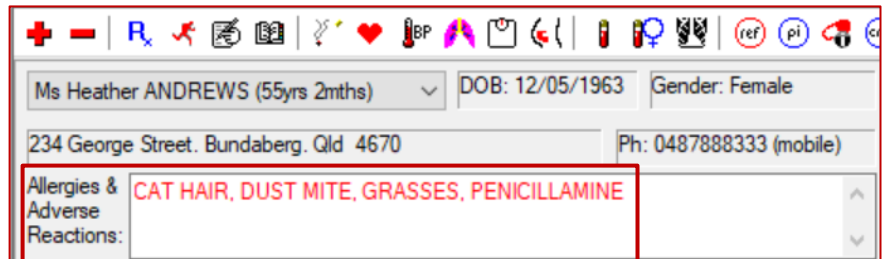 Rx BP ref pi
Ms Heather ANDREWS (55yrs 2mths) DOB: 12/05/1963 Gender: Female
234 George Street. Bundaberg. Qld 4670 Ph: 0487888333 (mobile)
Allergies &
Adverse
Reactions:
CAT HAIR, DUST MITE, GRASSES, PENICILLAMINE